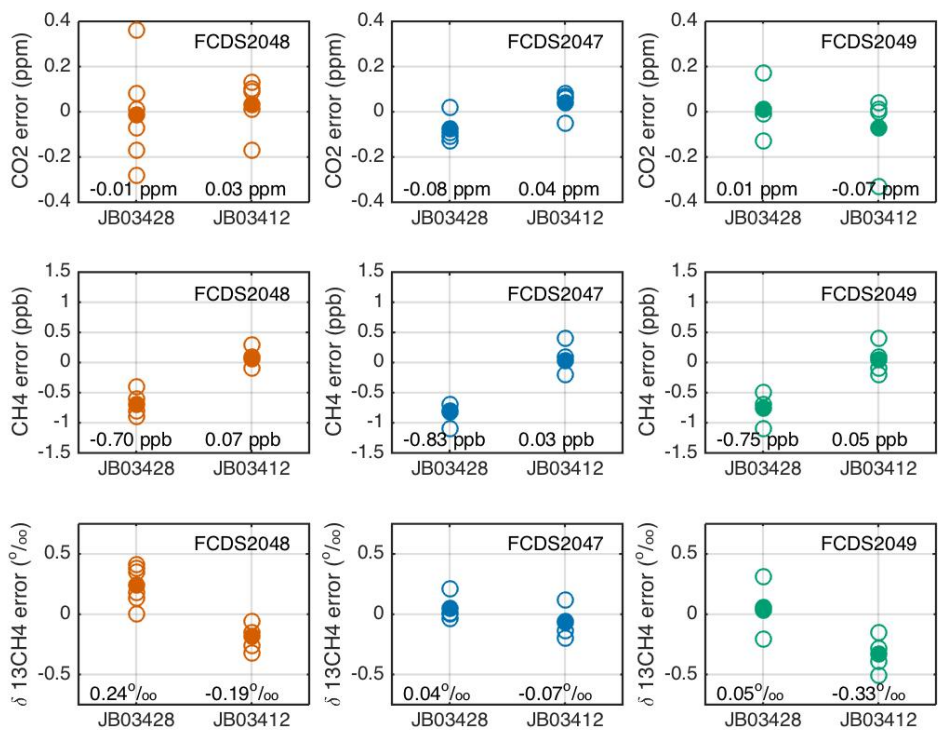 CO2 error (ppm)
0.4
0.2
0
-0.2
-0.4
FCDS2048
-0.01 ppm 0.03 ppm
JB03428 JB03412
CO2 error (ppm)
0.4
0.2
0
-0.2
-0.4
FCDS2047
-0.08 ppm 0.04 ppm
JB03428 JB03412
CO2 error (ppm)
0.4
0.2
0
-0.2
-0.4
FCDS2049
0.01 ppm -0.07 ppm
JB03428 JB03412
CH4 error (ppb)
1.5
1
0.5
0
-0.5
-1
-1.5
FCDS2048
-0.70 ppb 0.07 ppb
JB03428 JB03412
CH4 error (ppb)
1.5
1
0.5
0
-0.5
-1
-1.5
FCDS2047
-0.83 ppb 0.03 ppb
JB03428 JB03412
CH4 error (ppb)
1.5
1
0.5
0
-0.5
-1
-1.5
FCDS2049
-0.75 ppb 0.05 ppb
JB03428 JB03412
δ 13CH4 error (o/oo)
0.5
0
-0.5
FCDS2048
0.24o/oo -0.19o/oo
JB03428 JB03412
δ 13CH4 error (o/oo)
0.5
0
-0.5
FCDS2047
0.04o/oo -0.07o/oo
JB03428 JB03412
δ 13CH4 error (o/oo)
0.5
0
-0.5
FCDS2049
0.05o/oo -0.33o/oo
JB03428 JB03412